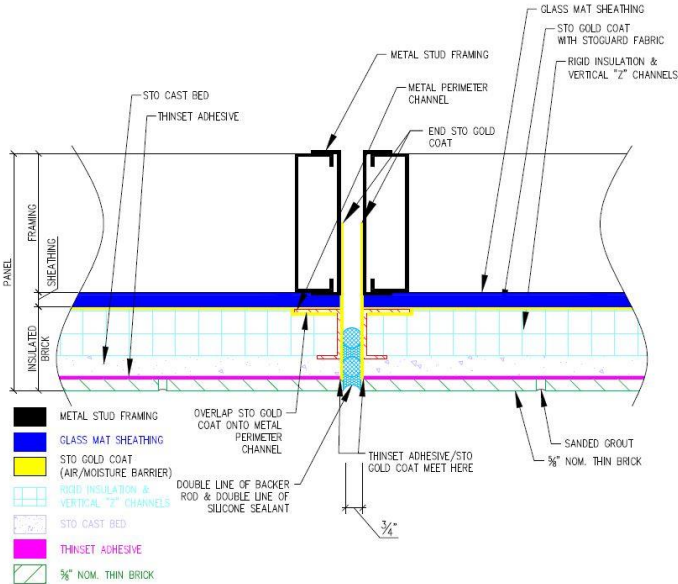 GLASS MAT SHEATHING
STO GOLD COAT
WITH STOGUARD FABRIC
METAL STUD FRAMING
RIGID INSULATION &
VERTICAL "Z" CHANNELS
METAL PERIMETER
CHANNEL
STO CAST BED
THINSET ADHESIVE
END STO GOLD
COAT
PANEL
FRAMING
SHEATHING
INSULATED
BRICK
OVERLAP STO GOLD
COAT ONTO METAL
PERIMETER
CHANNEL
THINSET ADHESIVE/STO
GOLD COAT MEET HERE
SANDED GROUT
⅝" NOM. THIN BRICK
DOUBLE LINE OF BACKER
ROD & DOUBLE LINE OF
SILICONE SEALANT
¾"
METAL STUD FRAMING
GLASS MAT SHEATHING
STO GOLD COAT
(AIR/MOISTURE BARRIER)
RIGID INSULATION &
VERTICAL "Z" CHANNELS
STO CAST BED
THINSET ADHESIVE
⅝" NOM. THIN BRICK